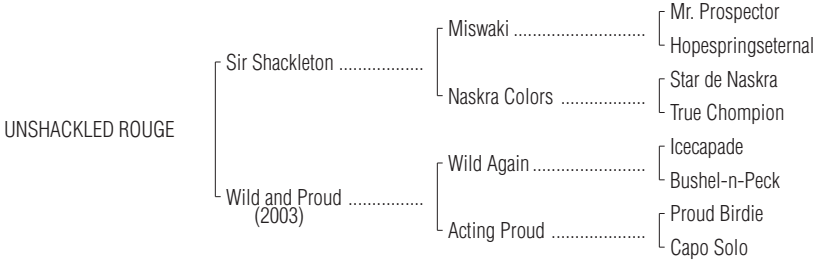 Mr. Prospector
Miswaki ............................
Hopespringseternal
Sir Shackleton ..................
Star de Naskra
Naskra Colors ..................
True Chompion
UNSHACKLED ROUGE
Icecapade
Wild Again ........................
Bushel-n-Peck
Wild and Proud ................
(2003)
Proud Birdie
Acting Proud ....................
Capo Solo